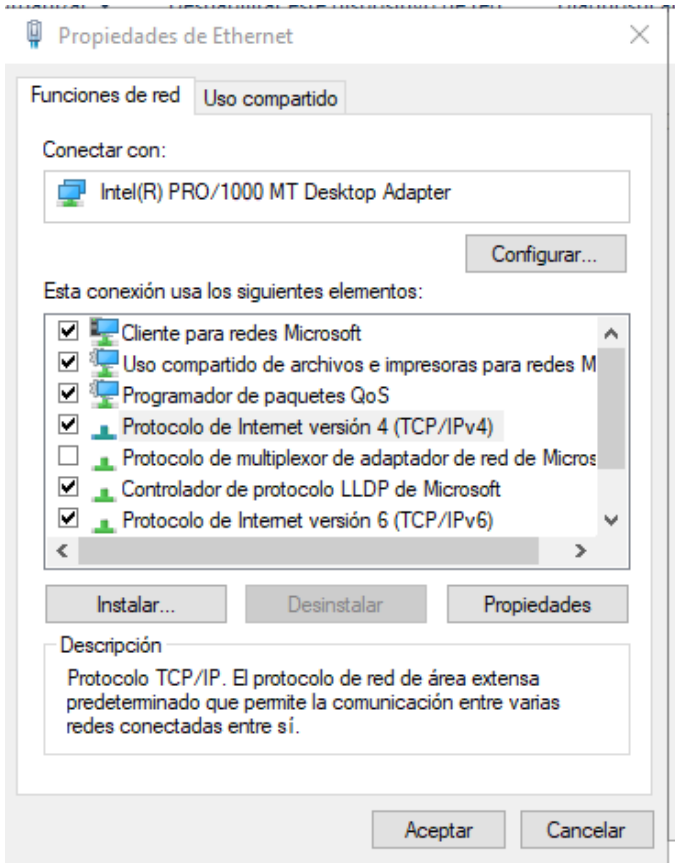 Propiedades de Ethernet
Funciones de red
Uso compartido
Conectar con:
Intel(R) PRO/1000 MT Desktop Adapter
Configurar...
Esta conexión usa los siguientes elementos:
Cliente para redes Microsoft
Uso compartido de archivos e impresoras para redes M
Programador de paquetes QoS
Protocolo de Internet versión 4 (TCP/IPv4)
Protocolo de multiplexor de adaptador de red de Micros
Controlador de protocolo LLDP de Microsoft
Protocolo de Internet versión 6 (TCP/IPv6)
Instalar...
Desinstalar
Propiedades
Descripción
Protocolo TCP/IP. El protocolo de red de área extensa
predeterminado que permite la comunicación entre varias
redes conectadas entre sí.
Aceptar
Cancelar